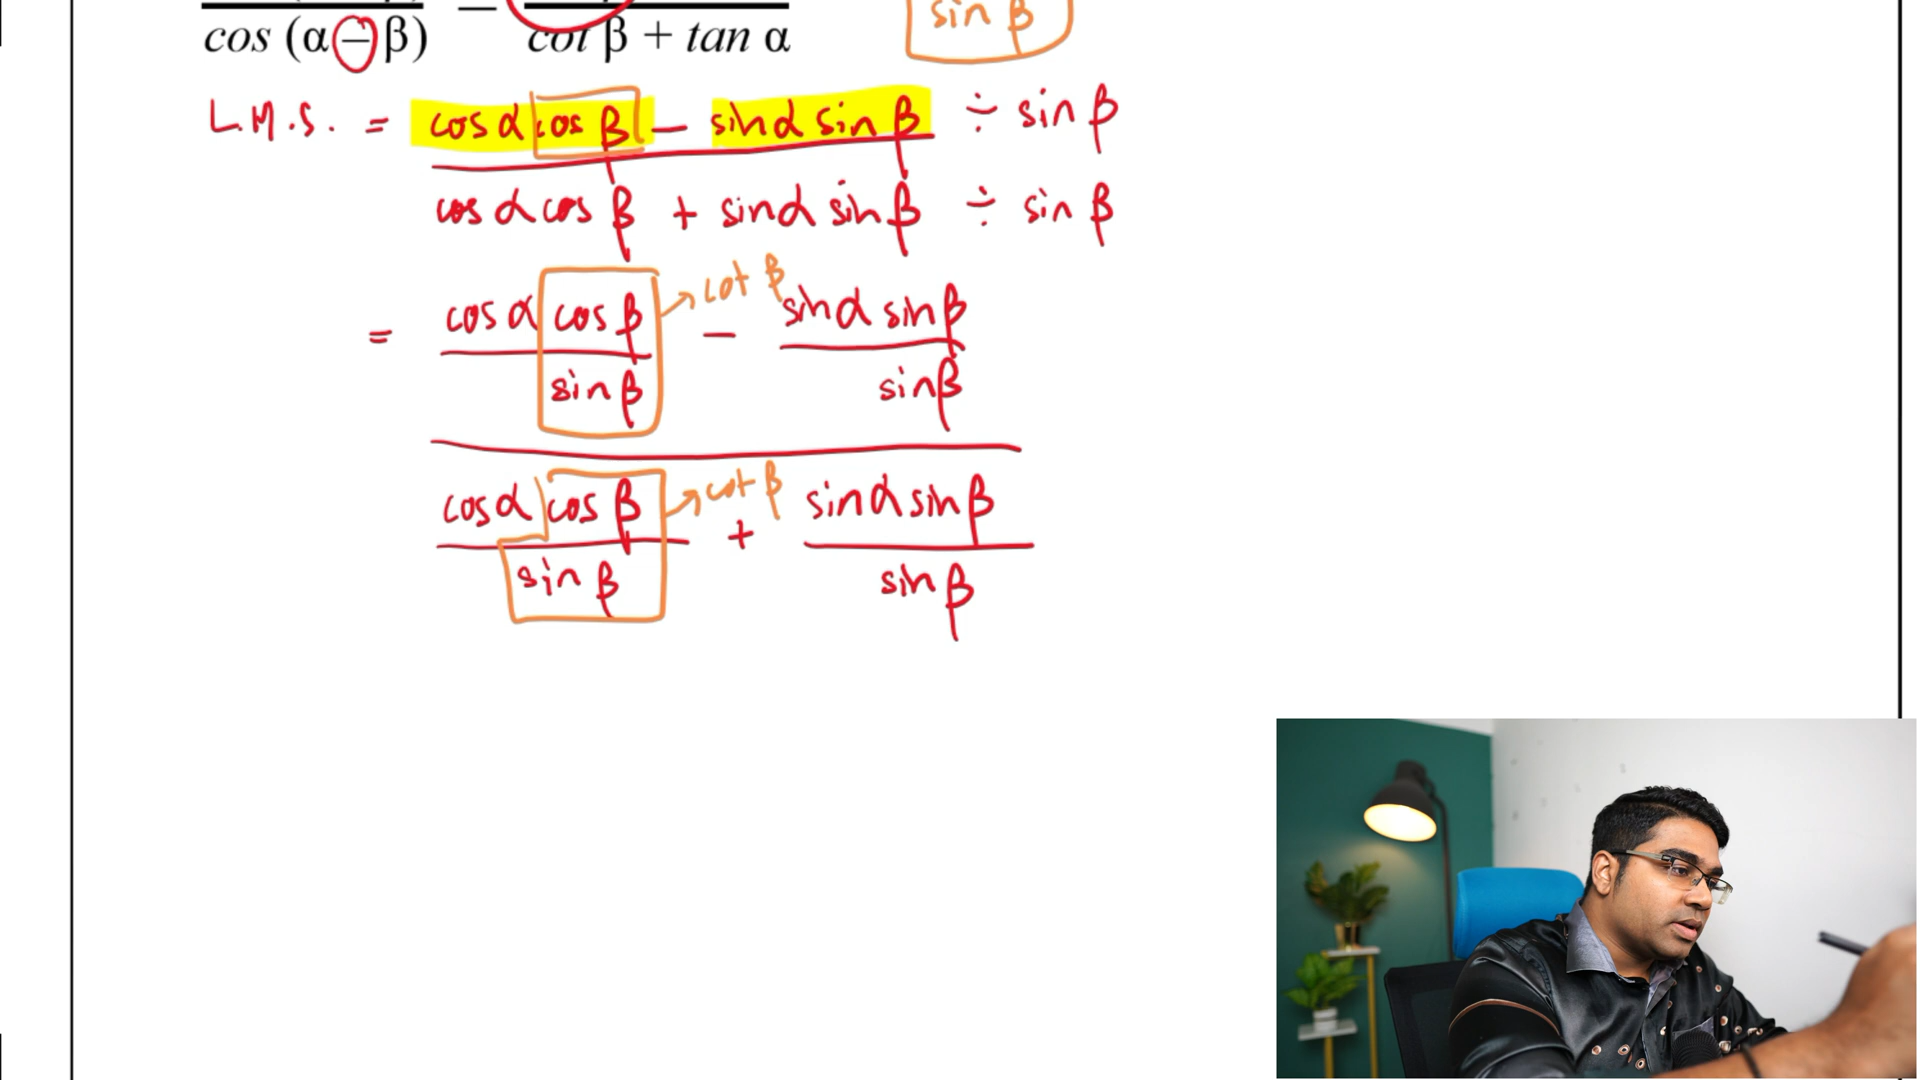 sin β
cos (α − β) − cot β + tan α
L.H.S. = cos α cos β − sin α sin β ÷ sin β
cos α cos β + sin α sin β ÷ sin β
→ cot β
= cos α cos β − sin α sin β
sin β sin β
cos α cos β → cot β + sin α sin β
sin β sin β